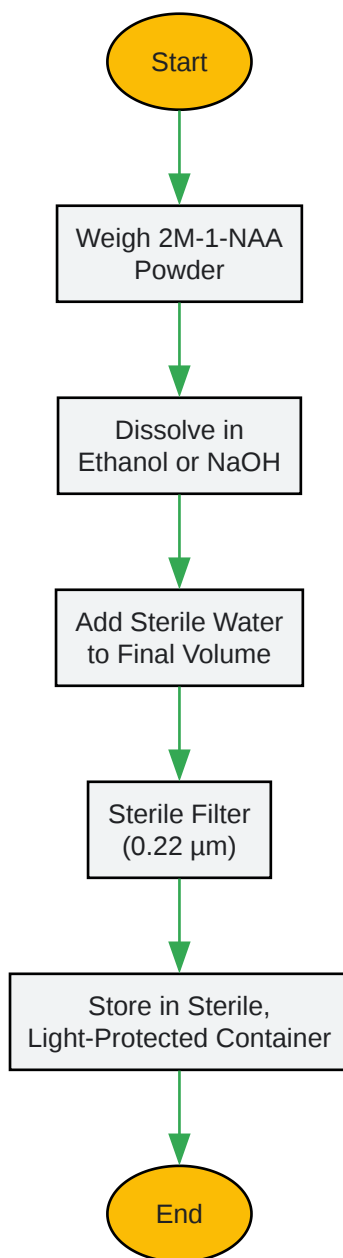 Start
Weigh 2M-1-NAA
Powder
Dissolve in
Ethanol or NaOH
Add Sterile Water
to Final Volume
Sterile Filter
(0.22 µm)
Store in Sterile,
Light-Protected Container
End